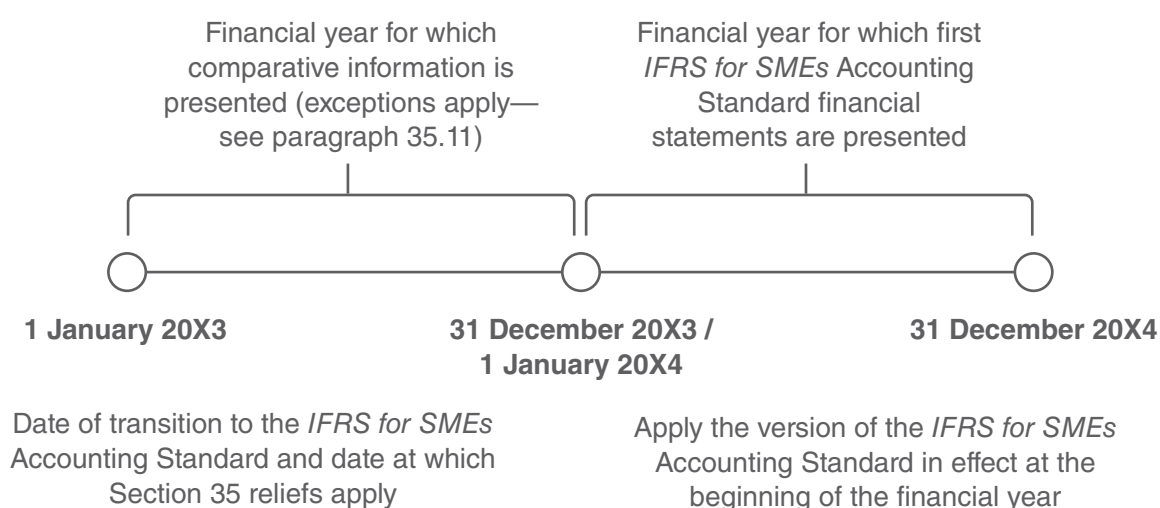 Financial year for which
comparative information is
presented (exceptions apply—
see paragraph 35.11)
Financial year for which first
IFRS for SMEs Accounting
Standard financial
statements are presented
1 January 20X3
31 December 20X3 /
1 January 20X4
31 December 20X4
Date of transition to the IFRS for SMEs
Accounting Standard and date at which
Section 35 reliefs apply
Apply the version of the IFRS for SMEs
Accounting Standard in effect at the
beginning of the financial year